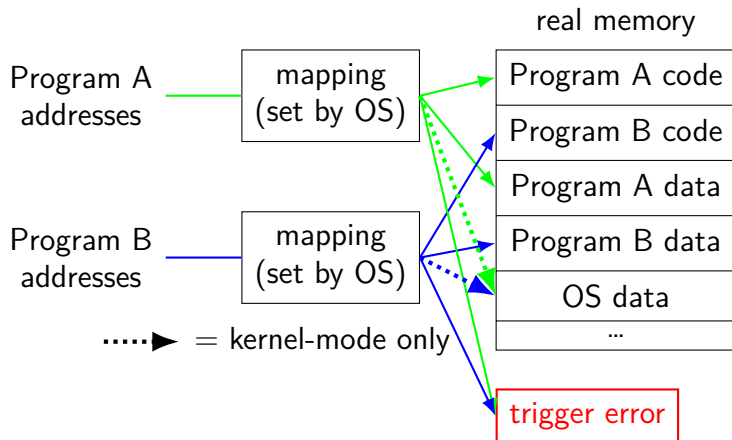 real memory
Program A
addresses
mapping
(set by OS)
Program A code
Program B code
Program A data
Program B
addresses
mapping
(set by OS)
Program B data
OS data
...
= kernel-mode only
trigger error